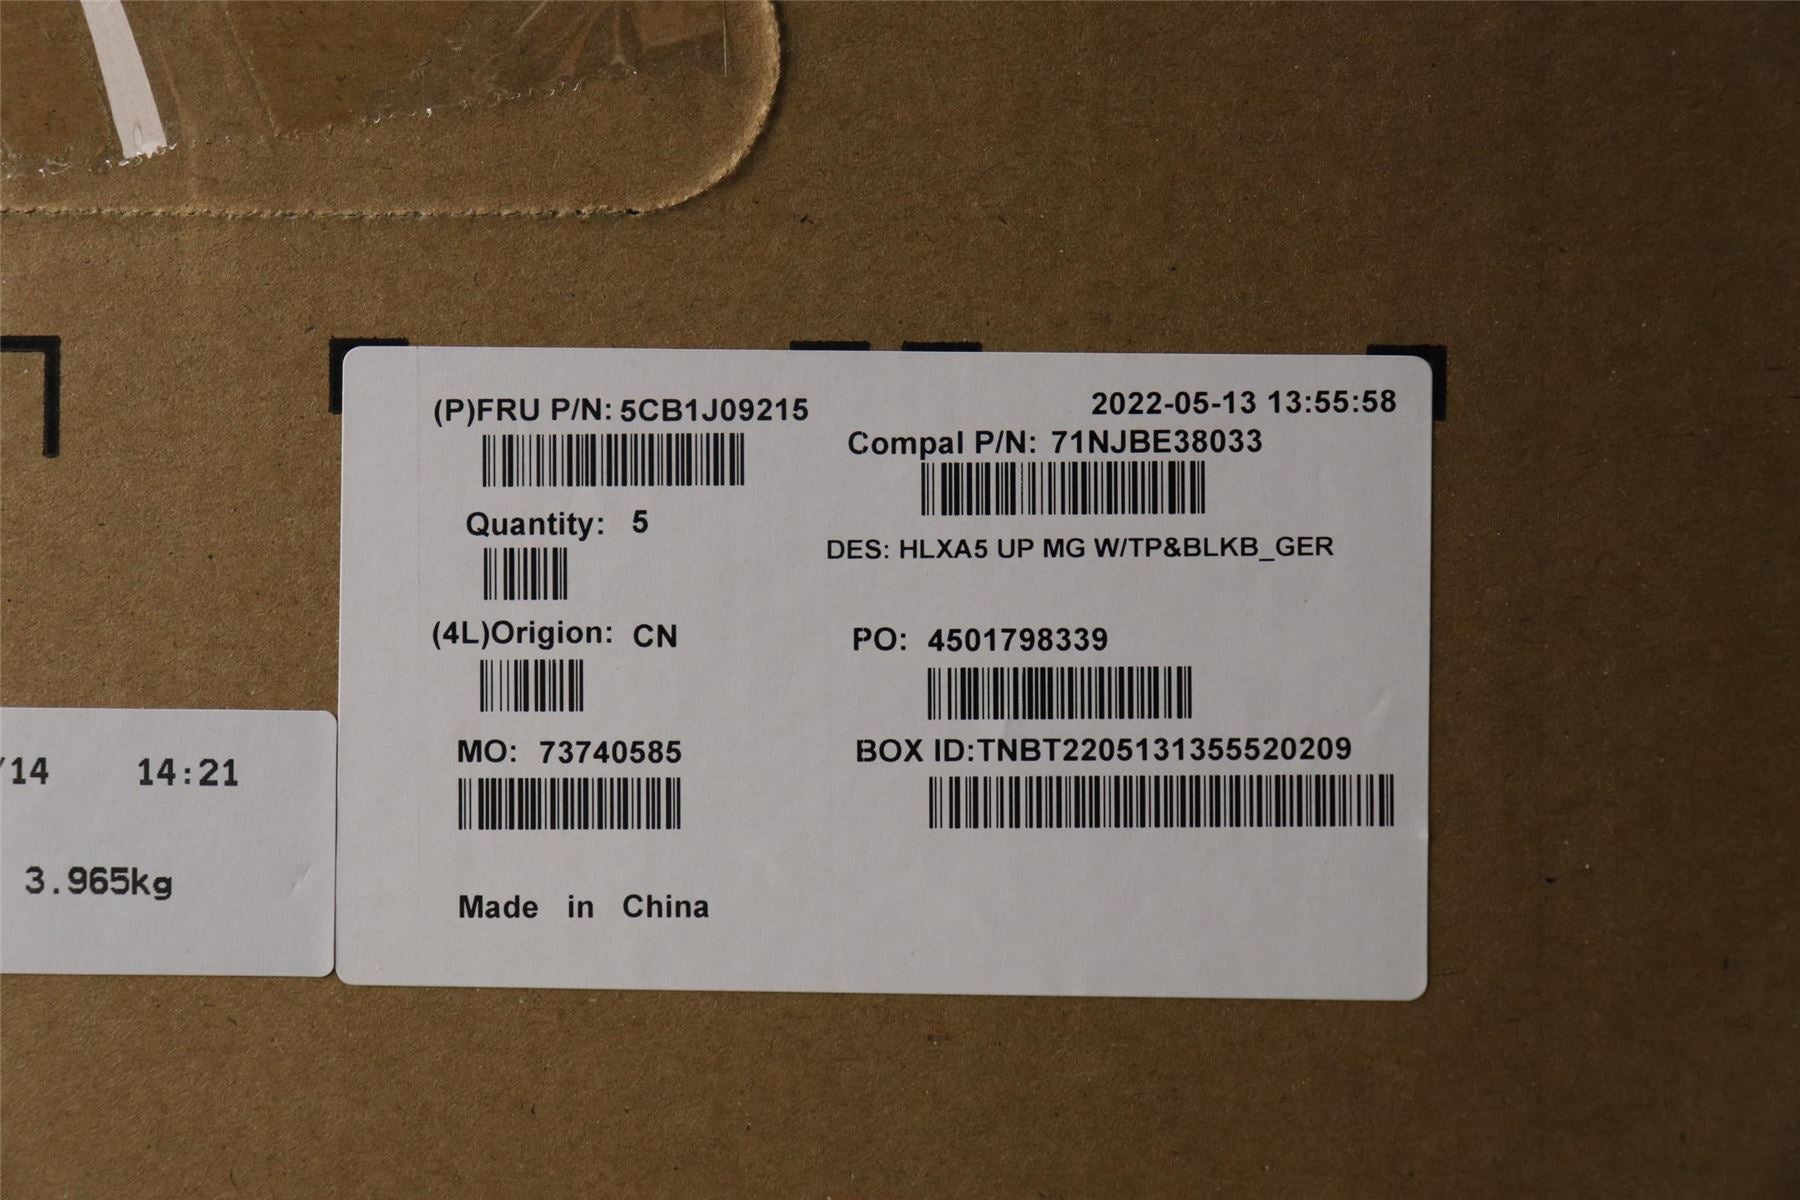 (P)FRU P/N: 5CB1J09215
2022-05-13 13:55:58
Compal P/N: 71NJBE38033
Quantity: 5
DES: HLXA5 UP MG W/TP&BLKB_GER
(4L)Origion: CN
PO: 4501798339
MO: 73740585
BOX ID:TNBT2205131355520209
Made in China
/14 14:21
3.965kg